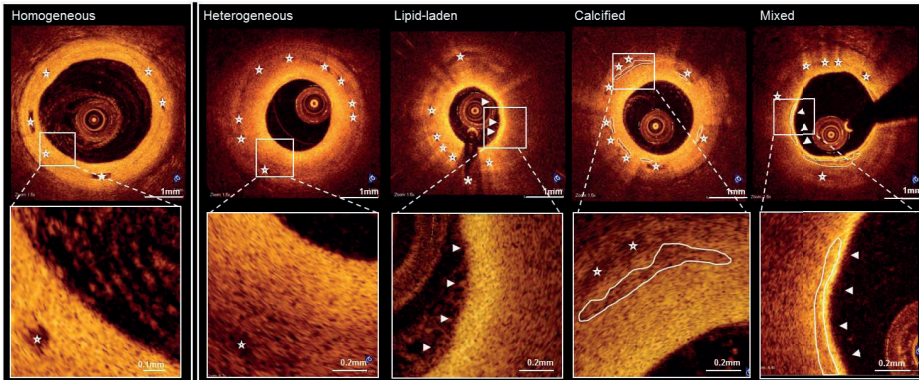 Homogeneous
Heterogeneous
Lipid-laden
Calcified
Mixed
1mm
1mm
1mm
1mm
1mm
0.1mm
0.2mm
0.2mm
0.2mm
0.2mm